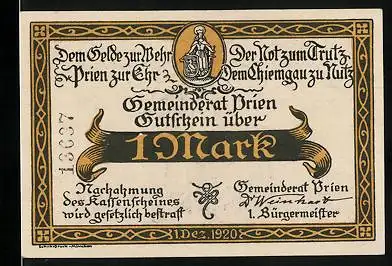 Dem Gelde zur Wehr Der Not zum Trutz
Prien zur Ehr Dem Chiemgau zu Nutz
Gemeinderat Prien
Gutschein über
1 Mark
Nachahmung
des Kassenscheines
wird gesetzlich bestraft
Gemeinderat Prien
1. Bürgermeister
1. Dez. 1920